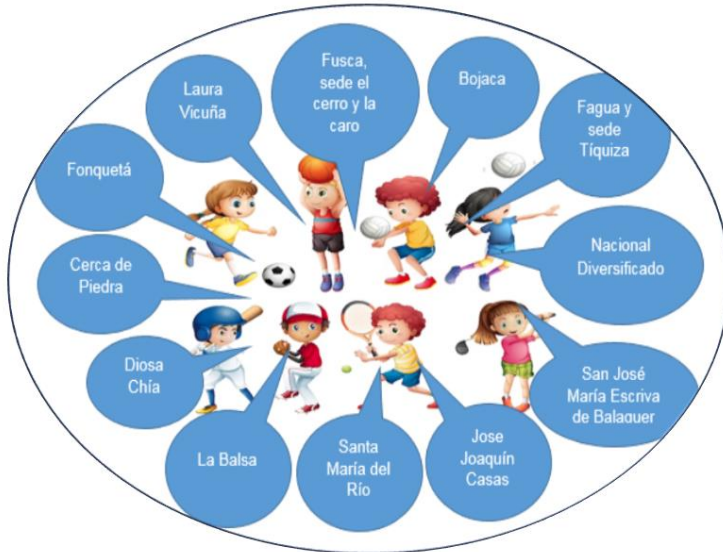 Fusca,
sede el
cerro y la
caro
Bojaca
Laura
Vicuña
Fagua y
sede
Tíquiza
Fonquetá
Nacional
Diversificado
Cerca de
Piedra
Diosa
Chía
San José
María Escriva
de Balaguer
La Balsa
Santa
María del
Río
Jose
Joaquín
Casas